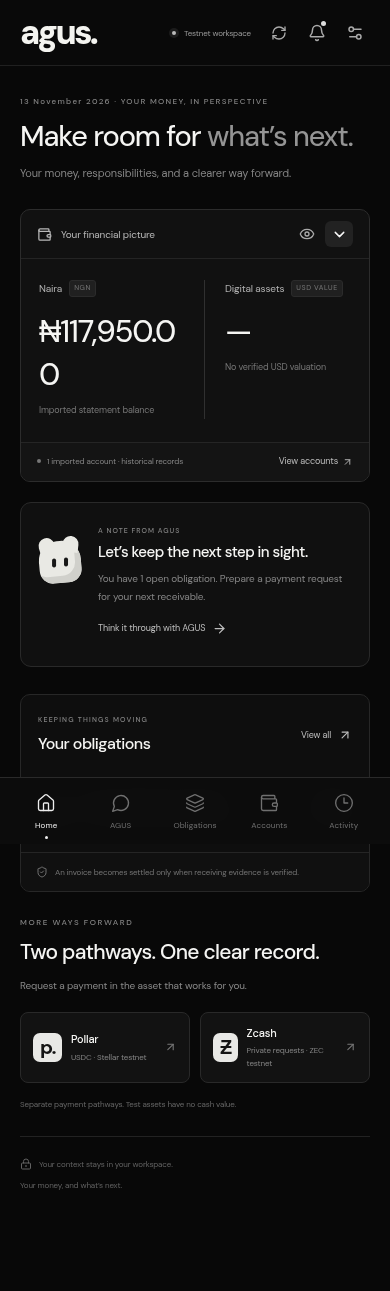 agus.
Testnet workspace
13 November 2026 · YOUR MONEY, IN PERSPECTIVE
Make room for what’s next.
Your money, responsibilities, and a clearer way forward.
Your financial picture
Naira NGN
₦117,950.0
0
Imported statement balance
Digital assets USD VALUE
—
No verified USD valuation
1 imported account · historical records
View accounts
A NOTE FROM AGUS
Let’s keep the next step in sight.
You have 1 open obligation. Prepare a payment request
for your next receivable.
Think it through with AGUS
KEEPING THINGS MOVING
Your obligations
View all
Home
AGUS
Obligations
Accounts
Activity
An invoice becomes settled only when receiving evidence is verified.
MORE WAYS FORWARD
Two pathways. One clear record.
Request a payment in the asset that works for you.
p.
Pollar
USDC · Stellar testnet
Zcash
Private requests · ZEC
testnet
Separate payment pathways. Test assets have no cash value.
Your context stays in your workspace.
Your money, and what’s next.